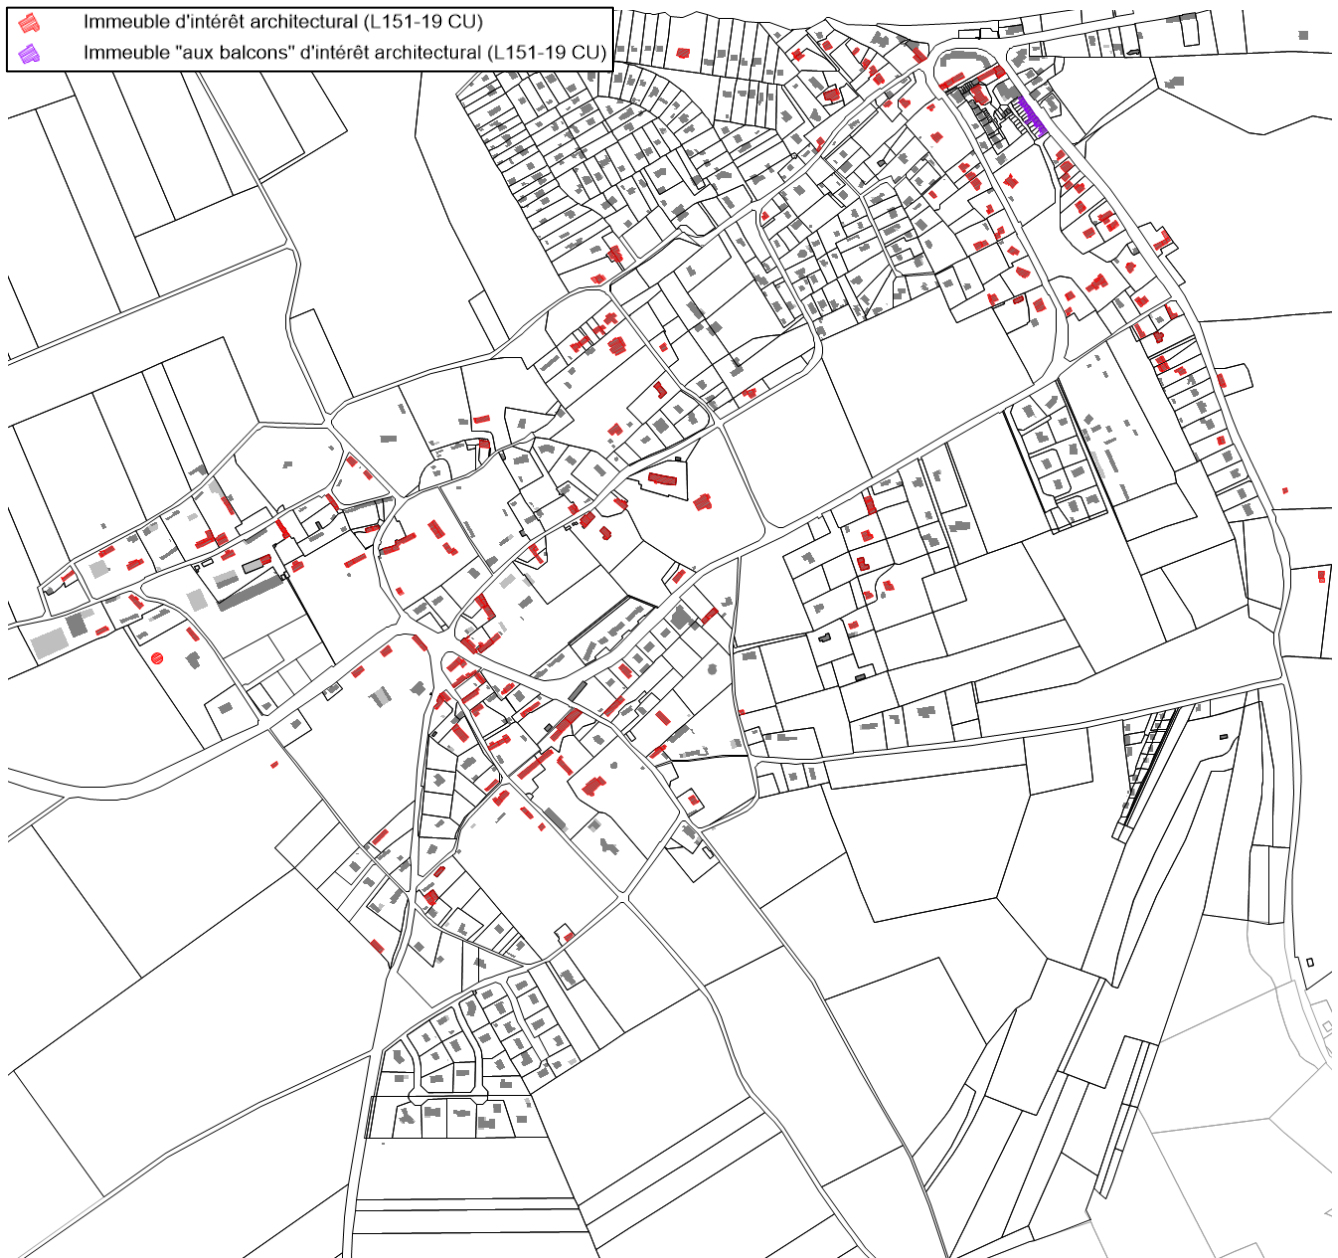 Immeuble d'intérêt architectural (L151-19 CU)
Immeuble "aux balcons" d'intérêt architectural (L151-19 CU)